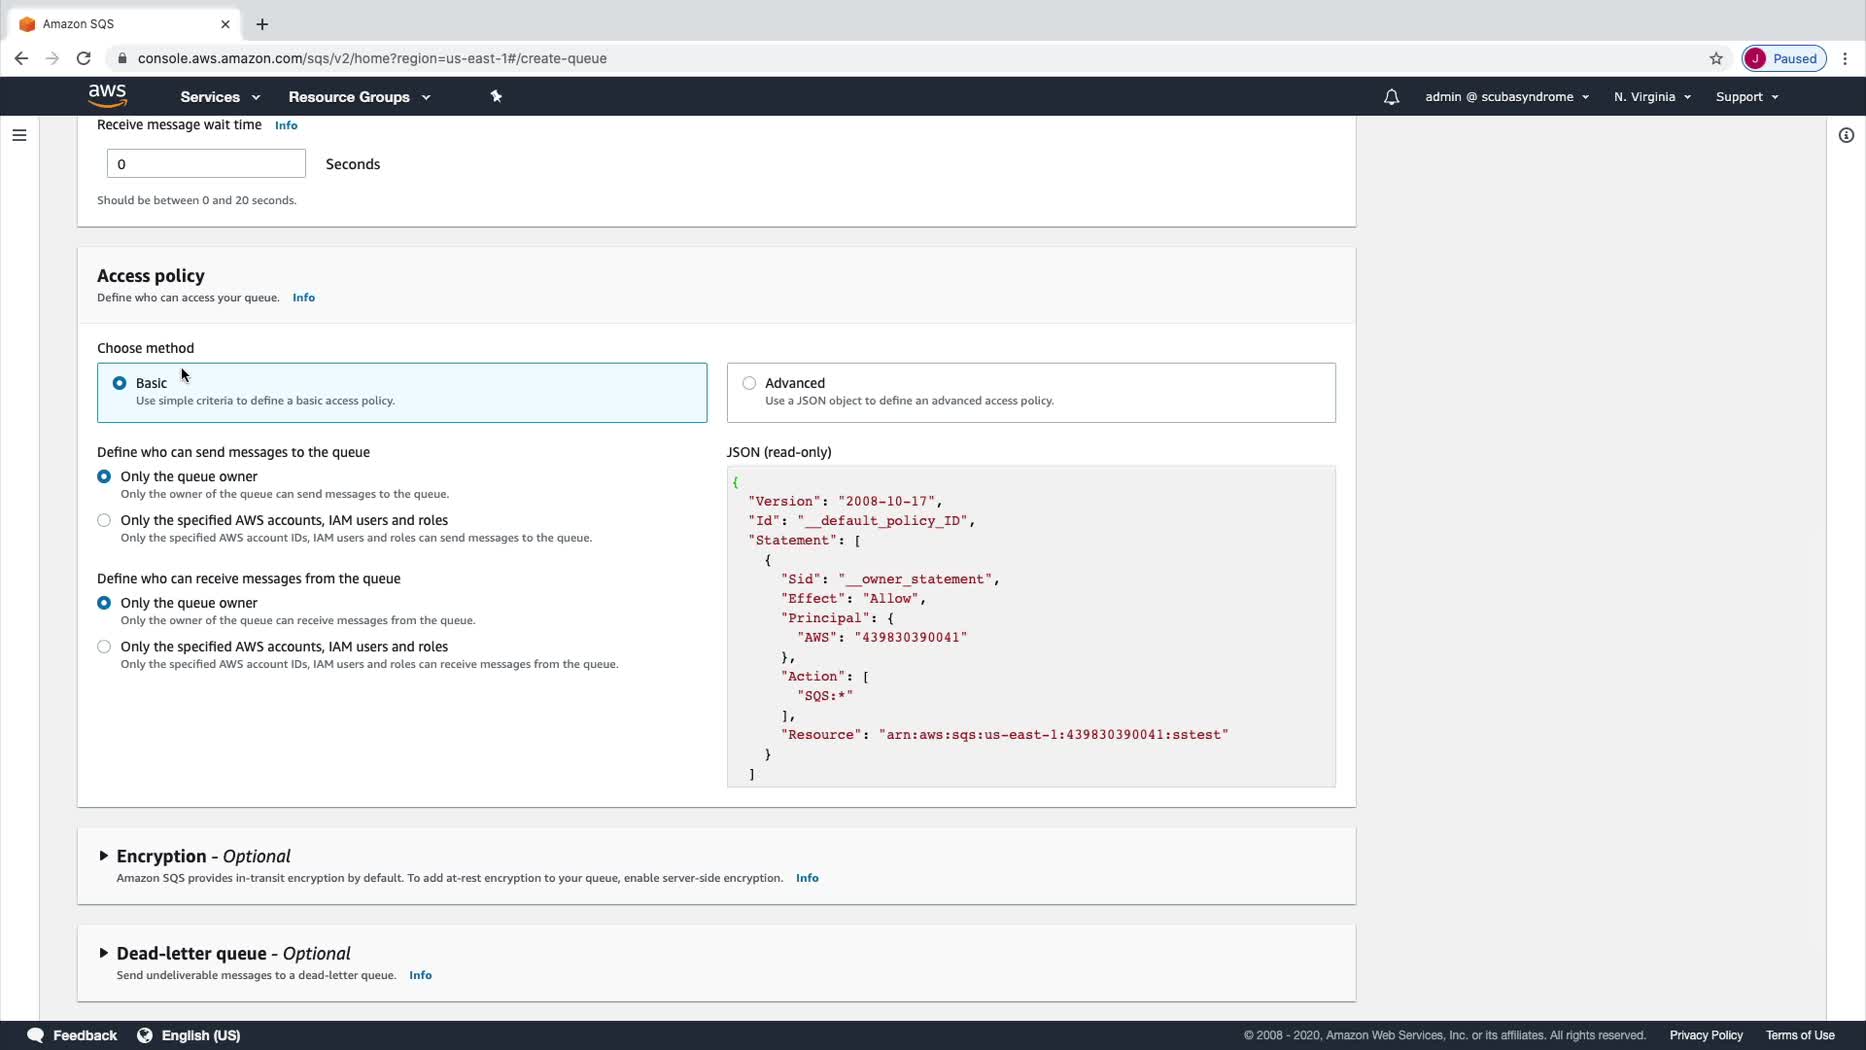 Amazon SQS
console.aws.amazon.com/sqs/v2/home?region=us-east-1#/create-queue
J Paused
aws Services Resource Groups admin @ scubasyndrome N. Virginia Support
Receive message wait time Info
0 Seconds
Should be between 0 and 20 seconds.
Access policy
Define who can access your queue. Info
Choose method
Basic
Use simple criteria to define a basic access policy.
Advanced
Use a JSON object to define an advanced access policy.
Define who can send messages to the queue
Only the queue owner
Only the owner of the queue can send messages to the queue.
Only the specified AWS accounts, IAM users and roles
Only the specified AWS account IDs, IAM users and roles can send messages to the queue.
Define who can receive messages from the queue
Only the queue owner
Only the owner of the queue can receive messages from the queue.
Only the specified AWS accounts, IAM users and roles
Only the specified AWS account IDs, IAM users and roles can receive messages from the queue.
JSON (read-only)
{
"Version": "2008-10-17",
"Id": "__default_policy_ID",
"Statement": [
{
"Sid": "__owner_statement",
"Effect": "Allow",
"Principal": {
"AWS": "439830390041"
},
"Action": [
"SQS:*"
],
"Resource": "arn:aws:sqs:us-east-1:439830390041:sstest"
}
]
Encryption - Optional
Amazon SQS provides in-transit encryption by default. To add at-rest encryption to your queue, enable server-side encryption. Info
Dead-letter queue - Optional
Send undeliverable messages to a dead-letter queue. Info
Feedback English (US) © 2008 - 2020, Amazon Web Services, Inc. or its affiliates. All rights reserved. Privacy Policy Terms of Use